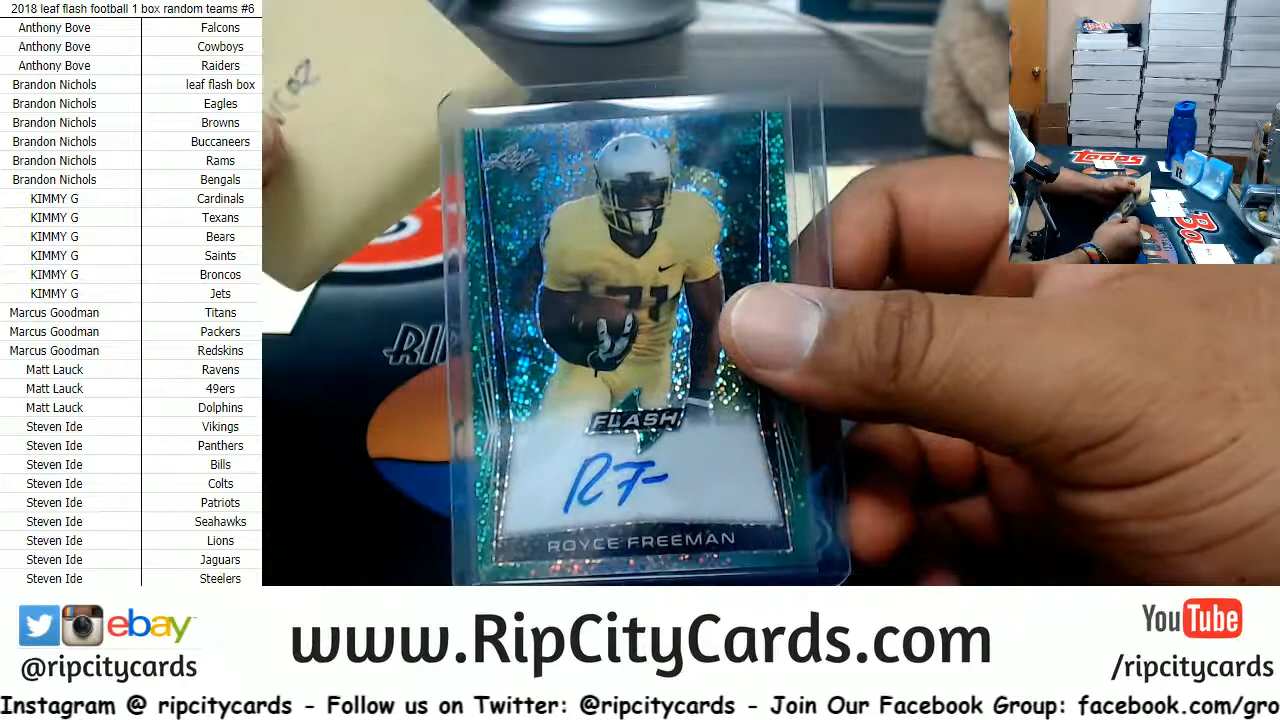 2018 leaf flash football 1 box random teams #6
Anthony Bove Falcons
Anthony Bove Cowboys
Anthony Bove Raiders
Brandon Nichols leaf flash box
Brandon Nichols Eagles
Brandon Nichols Browns
Brandon Nichols Buccaneers
Brandon Nichols Rams
Brandon Nichols Bengals
KIMMY G Cardinals
KIMMY G Texans
KIMMY G Bears
KIMMY G Saints
KIMMY G Broncos
KIMMY G Jets
Marcus Goodman Titans
Marcus Goodman Packers
Marcus Goodman Redskins
Matt Lauck Ravens
Matt Lauck 49ers
Matt Lauck Dolphins
Steven Ide Vikings
Steven Ide Panthers
Steven Ide Bills
Steven Ide Colts
Steven Ide Patriots
Steven Ide Seahawks
Steven Ide Lions
Steven Ide Jaguars
Steven Ide Steelers
Leaf
21
RIP
FLASH
RF
ROYCE FREEMAN
Topps
ebay
@ripcitycards
www.RipCityCards.com
YouTube
/ripcitycards
Instagram @ ripcitycards - Follow us on Twitter: @ripcitycards - Join Our Facebook Group: facebook.com/gro